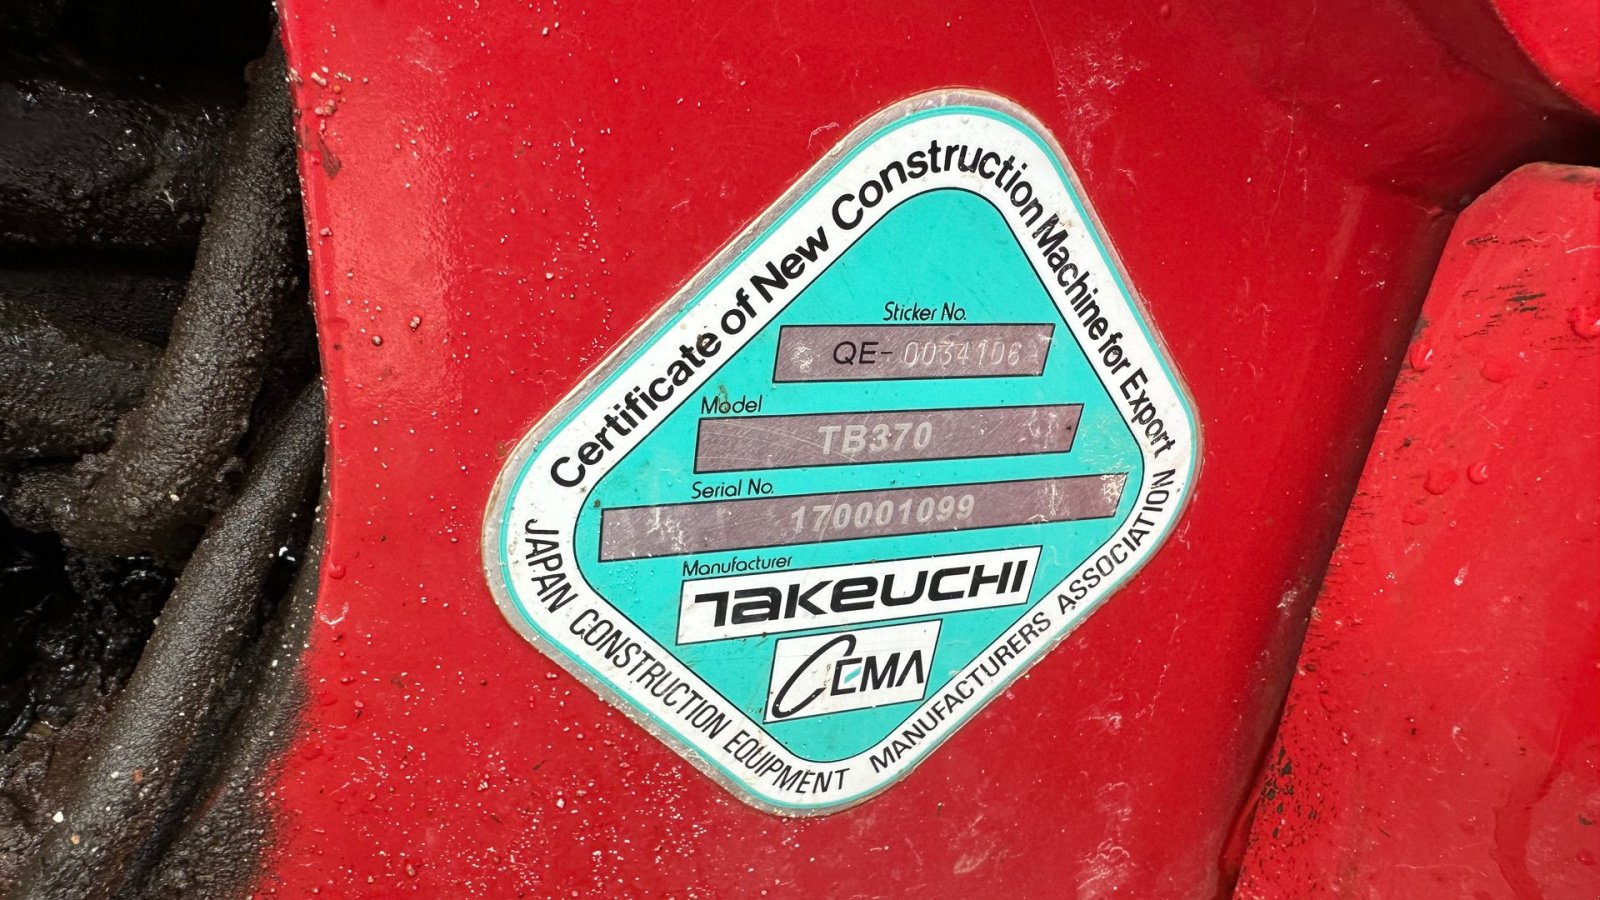 Certificate of New Construction Machine for Export
Sticker No.
QE- 0034106
Model
TB370
Serial No.
170001099
Manufacturer
TAKEUCHI
CEMA
JAPAN CONSTRUCTION EQUIPMENT MANUFACTURERS ASSOCIATION